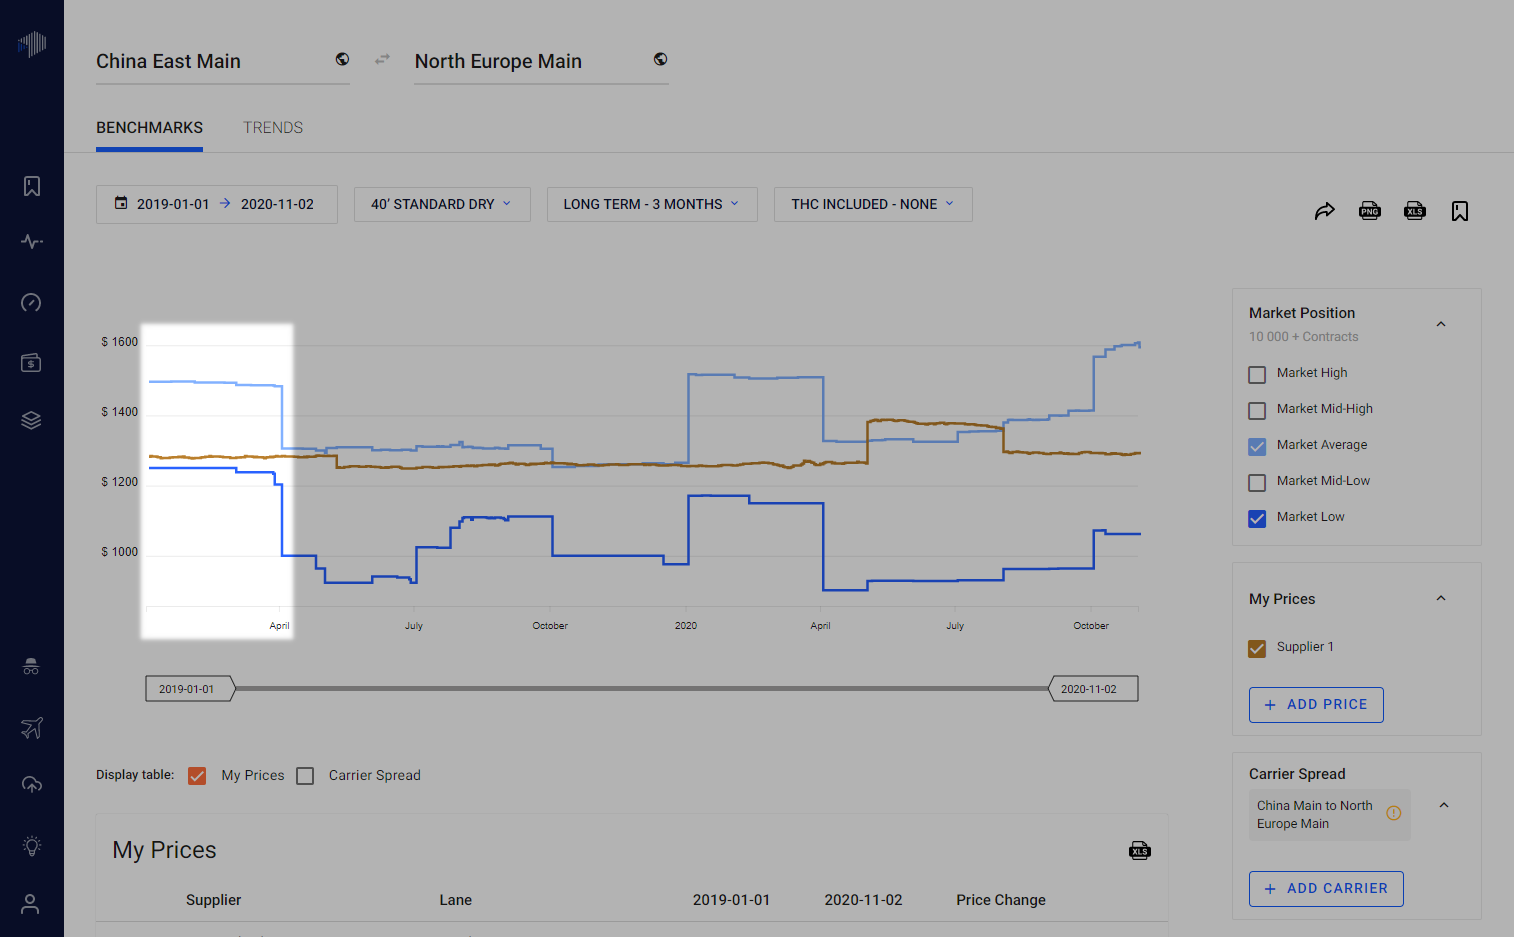 China East Main
North Europe Main
BENCHMARKS
TRENDS
2019-01-01
2020-11-02
40’ STANDARD DRY
LONG TERM - 3 MONTHS
THC INCLUDED - NONE
PNG
XLS
$ 1600
$ 1400
$ 1200
$ 1000
April
July
October
2020
April
July
October
2019-01-01
2020-11-02
Market Position
10 000 + Contracts
Market High
Market Mid-High
Market Average
Market Mid-Low
Market Low
My Prices
Supplier 1
+ ADD PRICE
Carrier Spread
China Main to North
Europe Main
+ ADD CARRIER
Display table:
My Prices
Carrier Spread
My Prices
XLS
Supplier
Lane
2019-01-01
2020-11-02
Price Change